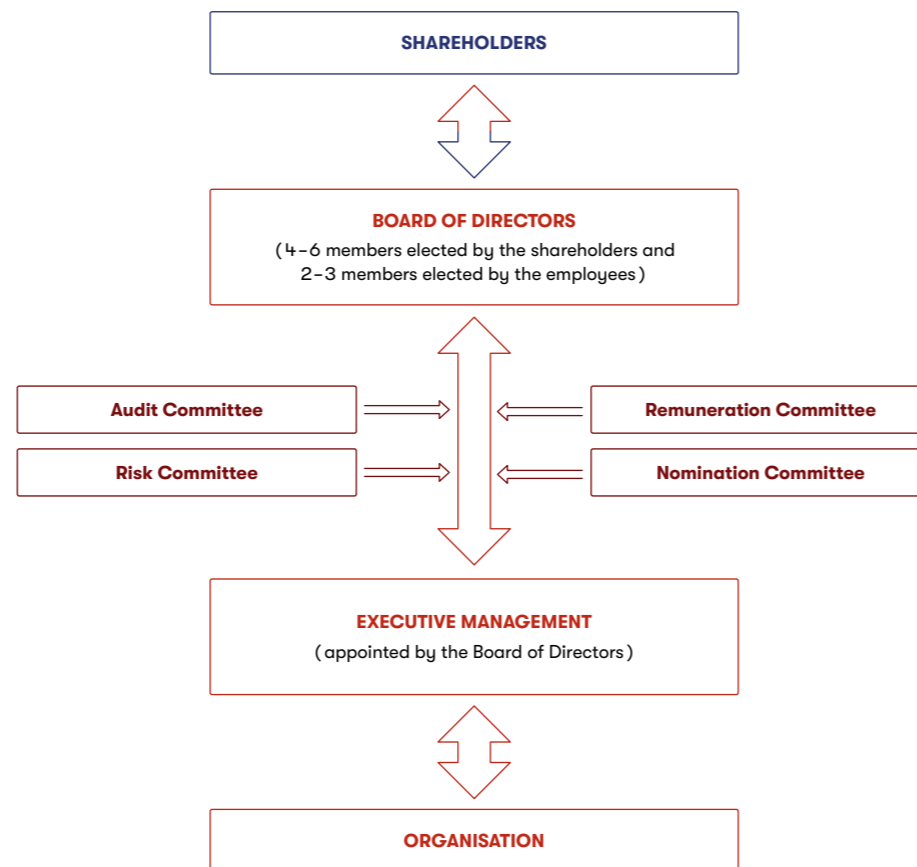 SHAREHOLDERS
BOARD OF DIRECTORS
(4–6 members elected by the shareholders and
2–3 members elected by the employees)
Audit Committee
Remuneration Committee
Risk Committee
Nomination Committee
EXECUTIVE MANAGEMENT
(appointed by the Board of Directors)
ORGANISATION